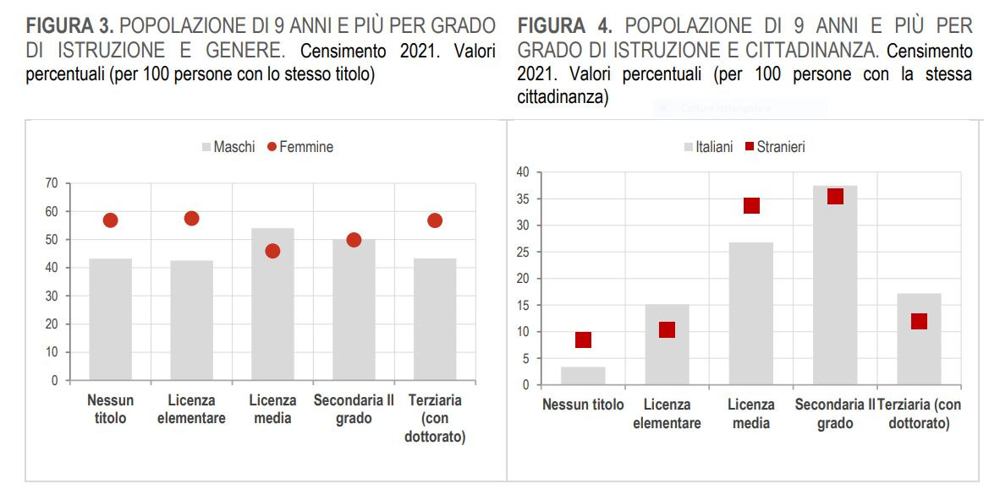 FIGURA 3. POPOLAZIONE DI 9 ANNI E PIÙ PER GRADO
DI ISTRUZIONE E GENERE. Censimento 2021. Valori
percentuali (per 100 persone con lo stesso titolo)
FIGURA 4. POPOLAZIONE DI 9 ANNI E PIÙ PER
GRADO DI ISTRUZIONE E CITTADINANZA. Censimento
2021. Valori percentuali (per 100 persone con la stessa
cittadinanza)
Cattura rettangolare
Maschi Femmine
70
60
50
40
30
20
10
0
Nessun titolo
Licenza elementare
Licenza media
Secondaria II grado
Terziaria (con dottorato)
Italiani Stranieri
40
35
30
25
20
15
10
5
0
Nessun titolo
Licenza elementare
Licenza media
Secondaria II grado
Terziaria (con dottorato)